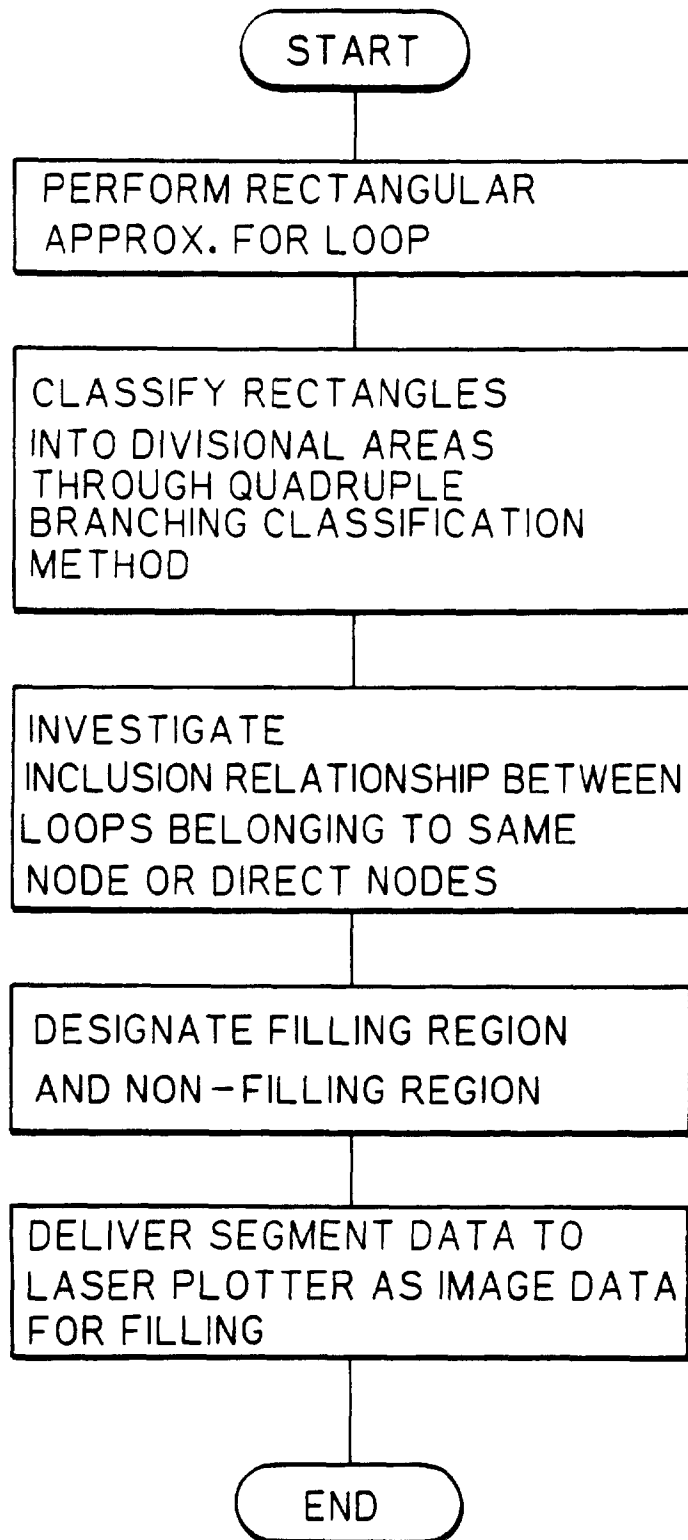 START
PERFORM RECTANGULAR
APPROX. FOR LOOP
CLASSIFY RECTANGLES
INTO DIVISIONAL AREAS
THROUGH QUADRUPLE
BRANCHING CLASSIFICATION
METHOD
INVESTIGATE
INCLUSION RELATIONSHIP BETWEEN
LOOPS BELONGING TO SAME
NODE OR DIRECT NODES
DESIGNATE FILLING REGION
AND NON-FILLING REGION
DELIVER SEGMENT DATA TO
LASER PLOTTER AS IMAGE DATA
FOR FILLING
END